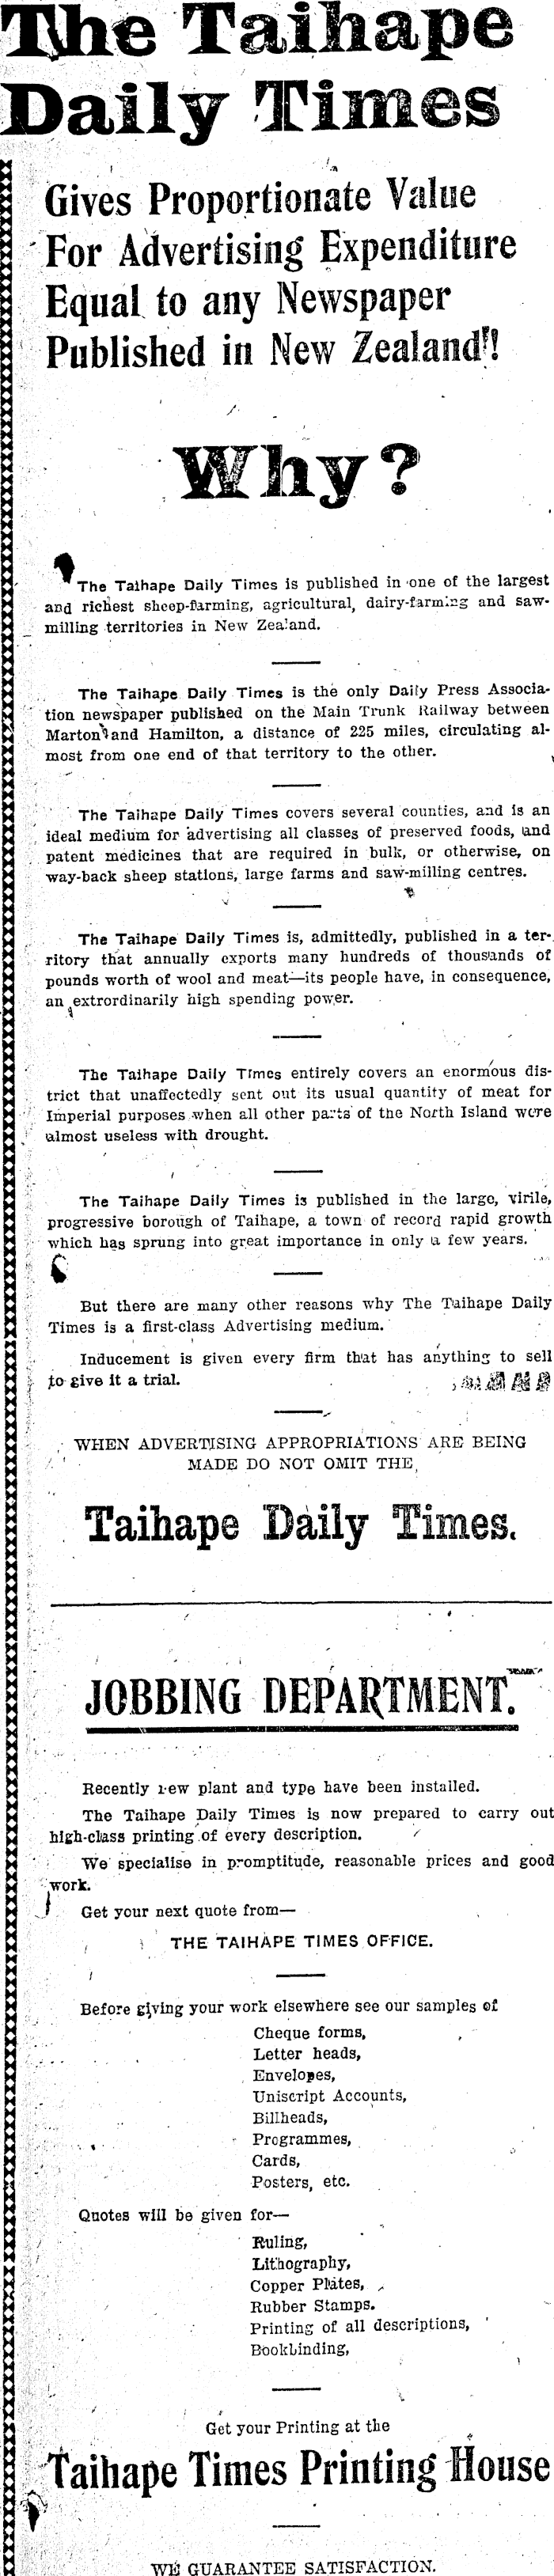 The Taihape
Daily Times
Gives Proportionate Value
For Advertising Expenditure
Equal to any Newspaper
Published in New Zealand!!
Why?
The Taihape Daily Times is published in one of the largest
and richest sheep-farming, agricultural, dairy-farming and saw-
milling territories in New Zealand.
The Taihape Daily Times is the only Daily Press Associa-
tion newspaper published on the Main Trunk Railway between
Marton and Hamilton, a distance of 225 miles, circulating al-
most from one end of that territory to the other.
The Taihape Daily Times covers several counties, and is an
ideal medium for advertising all classes of preserved foods, and
patent medicines that are required in bulk, or otherwise, on
way-back sheep stations, large farms and saw-milling centres.
The Taihape Daily Times is, admittedly, published in a ter-
ritory that annually exports many hundreds of thousands of
pounds worth of wool and meat—its people have, in consequence,
an extrordinarily high spending power.
The Taihape Daily Times entirely covers an enormous dis-
trict that unaffectedly sent out its usual quantity of meat for
Imperial purposes when all other parts of the North Island were
almost useless with drought.
The Taihape Daily Times is published in the large, virile,
progressive borough of Taihape, a town of record rapid growth
which has sprung into great importance in only a few years.
But there are many other reasons why The Taihape Daily
Times is a first-class Advertising medium.
Inducement is given every firm that has anything to sell
to give it a trial.
WHEN ADVERTISING APPROPRIATIONS ARE BEING
MADE DO NOT OMIT THE
Taihape Daily Times.
JOBBING DEPARTMENT.
Recently new plant and type have been installed.
The Taihape Daily Times is now prepared to carry out
high-class printing of every description.
We specialise in promptitude, reasonable prices and good
work.
Get your next quote from—
THE TAIHAPE TIMES OFFICE.
Before giving your work elsewhere see our samples of
Cheque forms,
Letter heads,
Envelopes,
Uniscript Accounts,
Billheads,
Programmes,
Cards,
Posters, etc.
Quotes will be given for—
Ruling,
Lithography,
Copper Plates,
Rubber Stamps.
Printing of all descriptions,
Bookbinding,
Get your Printing at the
Taihape Times Printing House
WE GUARANTEE SATISFACTION.